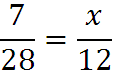 7/28 = x/12